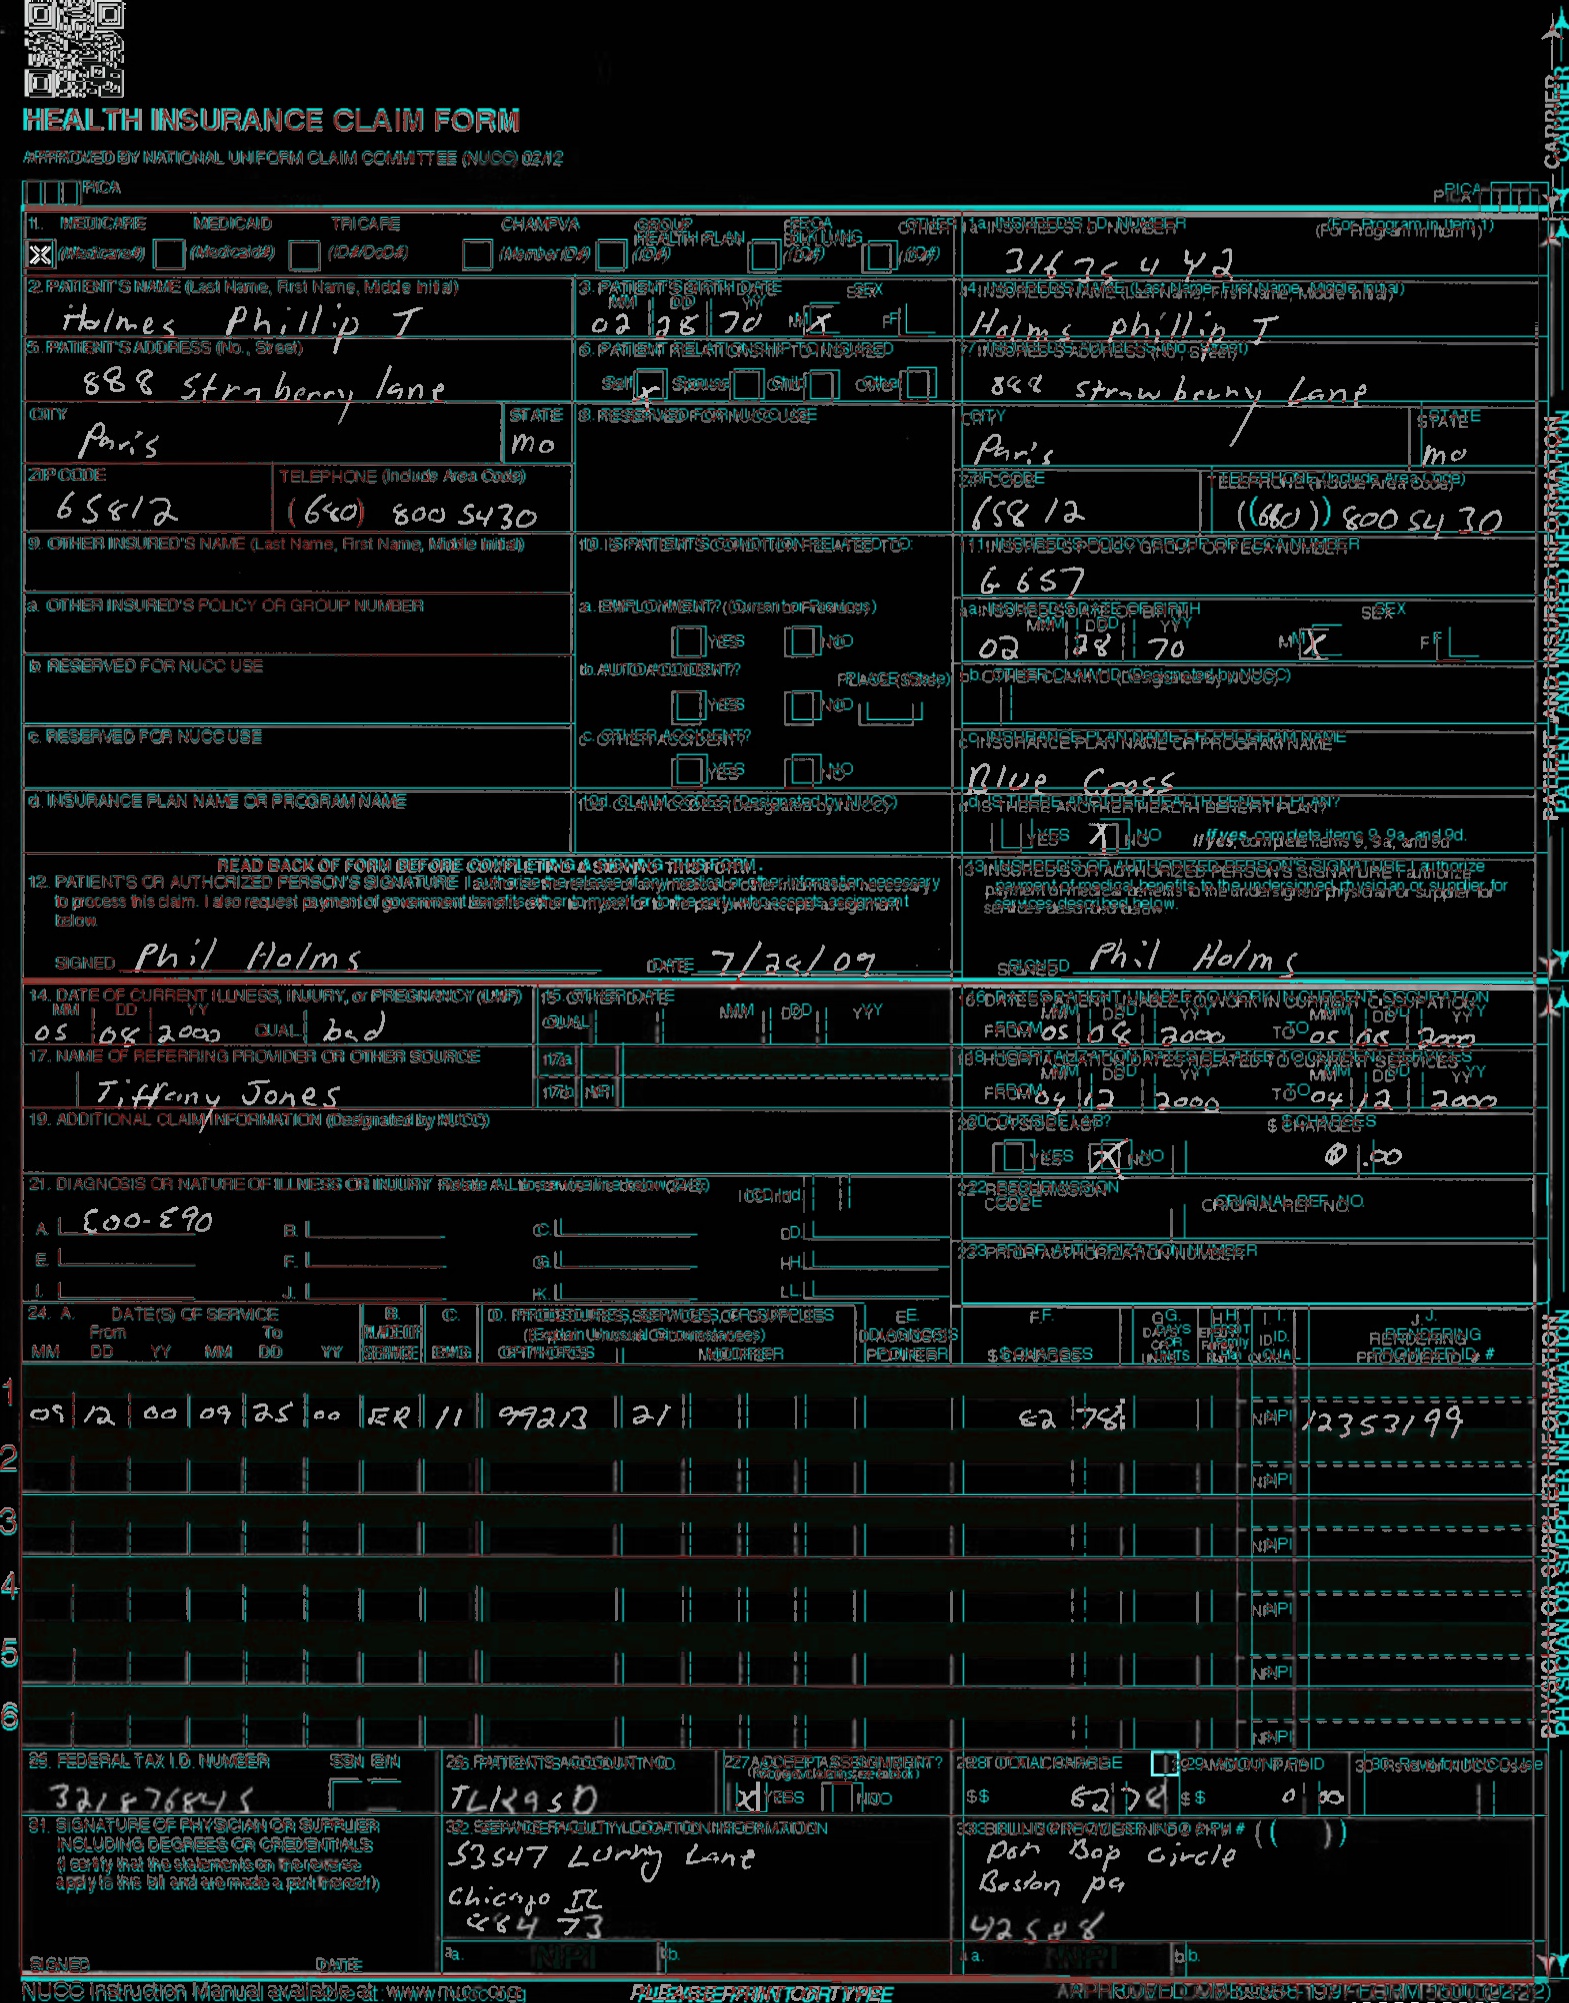 HEALTH INSURANCE CLAIM FORM
APPROVED BY NATIONAL UNIFORM CLAIM COMMITTEE (NUCC) 02/12
PICA PICA
1. MEDICARE MEDICAID TRICARE CHAMPVA GROUP HEALTH PLAN FECA BLK LUNG OTHER 1a. INSURED'S I.D. NUMBER (For Program in Item 1)
X (Medicare#) (Medicaid#) (ID#/DoD#) (Member ID#) (ID#) (ID#) (ID#)
2. PATIENT'S NAME (Last Name, First Name, Middle Initial) 3. PATIENT'S BIRTH DATE SEX 4. INSURED'S NAME (Last Name, First Name, Middle Initial)
MM DD YY
Holmes Phillip T 02 28 70 M X F Holms phillip T
5. PATIENT'S ADDRESS (No., Street) 6. PATIENT RELATIONSHIP TO INSURED 7. INSURED'S ADDRESS (No., Street)
888 Strnberry lane Self X Spouse Child Other strawberry Lane
CITY STATE 8. RESERVED FOR NUCC USE CITY STATE
Paris mo Paris mo
ZIP CODE TELEPHONE (Include Area Code) ZIP CODE TELEPHONE (Include Area Code)
65812 (680) 800 5430 65812 (680) 800 5430
9. OTHER INSURED'S NAME (Last Name, First Name, Middle Initial) 10. IS PATIENT'S CONDITION RELATED TO: 11. INSURED'S POLICY GROUP OR FECA NUMBER
G 657
a. OTHER INSURED'S POLICY OR GROUP NUMBER a. EMPLOYMENT? (Current or Previous) a. INSURED'S DATE OF BIRTH SEX
MM DD YY
YES NO 02 28 70 M X F
b. RESERVED FOR NUCC USE b. AUTO ACCIDENT? PLACE (State) b. OTHER CLAIM ID (Designated by NUCC)
YES NO
c. RESERVED FOR NUCC USE c. OTHER ACCIDENT? c. INSURANCE PLAN NAME OR PROGRAM NAME
YES NO Blue Cross
d. INSURANCE PLAN NAME OR PROGRAM NAME 10d. CLAIM CODES (Designated by NUCC) d. IS THERE ANOTHER HEALTH BENEFIT PLAN?
YES X NO If yes, complete items 9, 9a, and 9d.
READ BACK OF FORM BEFORE COMPLETING & SIGNING THIS FORM.
12. PATIENT'S OR AUTHORIZED PERSON'S SIGNATURE I authorize the release of any medical or other information necessary
to process this claim. I also request payment of government benefits either to myself or to the party who accepts assignment
below.
13. INSURED'S OR AUTHORIZED PERSON'S SIGNATURE I authorize
payment of medical benefits to the undersigned physician or supplier for
services described below.
SIGNED Phil Holms DATE 7/28/09 SIGNED Phil Holms
14. DATE OF CURRENT ILLNESS, INJURY, or PREGNANCY (LMP) 15. OTHER DATE 16. DATES PATIENT UNABLE TO WORK IN CURRENT OCCUPATION
MM DD YY MM DD YY MM DD YY MM DD YY
05 08 2000 QUAL. bad QUAL. FROM 05 08 2000 TO 05 08 2000
17. NAME OF REFERRING PROVIDER OR OTHER SOURCE 17a. 18. HOSPITALIZATION DATES RELATED TO CURRENT SERVICES
MM DD YY MM DD YY
Tiffany Jones 17b. NPI FROM 04 12 2000 TO 04 12 2000
19. ADDITIONAL CLAIM INFORMATION (Designated by NUCC) 20. OUTSIDE LAB? $ CHARGES
YES X NO 0 .00
21. DIAGNOSIS OR NATURE OF ILLNESS OR INJURY Relate A-L to service line below (24E) ICD Ind. 22. RESUBMISSION CODE ORIGINAL REF. NO.
A. E00-E90 B. C. D.
E. F. G. H. 23. PRIOR AUTHORIZATION NUMBER
I. J. K. L.
24. A. DATE(S) OF SERVICE B. C. D. PROCEDURES, SERVICES, OR SUPPLIES E. F. G. H. I. J.
From To PLACE OF (Explain Unusual Circumstances) DIAGNOSIS DAYS OR EPSDT ID. RENDERING
MM DD YY MM DD YY SERVICE EMG CPT/HCPCS MODIFIER POINTER $ CHARGES UNITS QUAL. PROVIDER ID. #
1
09 12 00 09 25 00 ER 11 99213 21 62 78 NPI 12353199
2
NPI
3
NPI
4
NPI
5
NPI
6
NPI
25. FEDERAL TAX I.D. NUMBER SSN EIN 26. PATIENT'S ACCOUNT NO. 27. ACCEPT ASSIGNMENT? 28. TOTAL CHARGE 29. AMOUNT PAID 30. Rsvd for NUCC Use
321876845 TLK950 X YES NO $ 62 78 $ 0 00
31. SIGNATURE OF PHYSICIAN OR SUPPLIER
INCLUDING DEGREES OR CREDENTIALS
(I certify that the statements on the reverse
apply to this bill and are made a part thereof.)
SIGNED DATE
32. SERVICE FACILITY LOCATION INFORMATION
53547 Lurry Lane
Chicago IL
73
a. NPI b.
33. BILLING PROVIDER INFO & PH # ( )
Bop circle
Boston pa
42588
a. NPI b.
NUCC Instruction Manual available at: www.nucc.org PLEASE PRINT OR TYPE
CARRIER
PATIENT AND INSURED INFORMATION
PHYSICIAN OR SUPPLIER INFORMATION